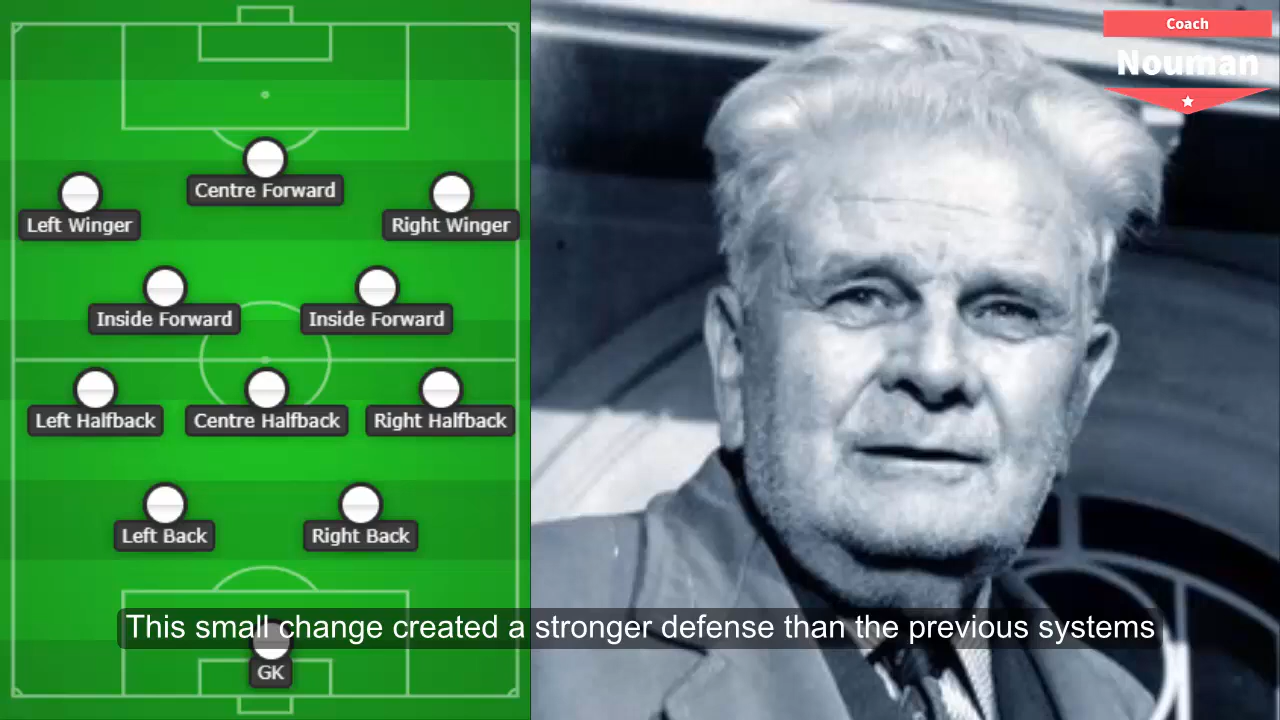 Coach
Nouman
Centre Forward
Left Winger
Right Winger
Inside Forward
Inside Forward
Left Halfback
Centre Halfback
Right Halfback
Left Back
Right Back
This small change created a stronger defense than the previous systems
GK